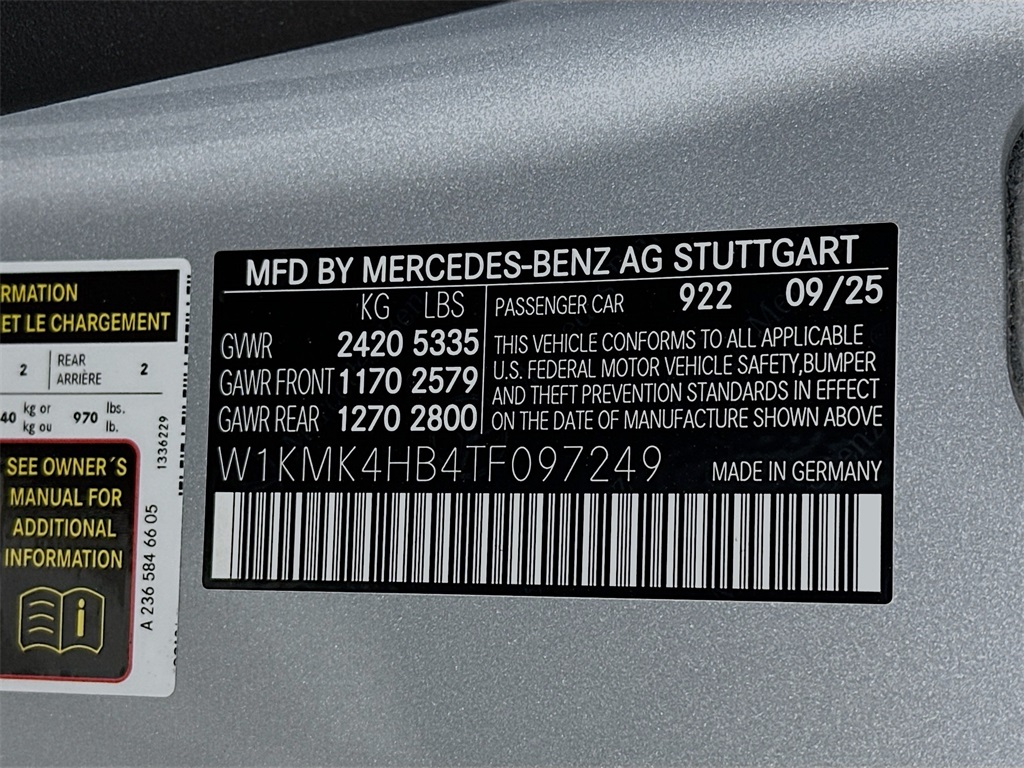 MFD BY MERCEDES-BENZ AG STUTTGART
KG LBS
GVWR 2420 5335
GAWR FRONT 1170 2579
GAWR REAR 1270 2800
PASSENGER CAR 922 09/25
THIS VEHICLE CONFORMS TO ALL APPLICABLE
U.S. FEDERAL MOTOR VEHICLE SAFETY,BUMPER
AND THEFT PREVENTION STANDARDS IN EFFECT
ON THE DATE OF MANUFACTURE SHOWN ABOVE
W1KMK4HB4TF097249 MADE IN GERMANY
RMATION
ET LE CHARGEMENT
2 REAR 2
ARRIÈRE
40 kg or 970 lbs.
kg ou lb.
SEE OWNER´S
MANUAL FOR
ADDITIONAL
INFORMATION
1336229
A 236 584 66 05